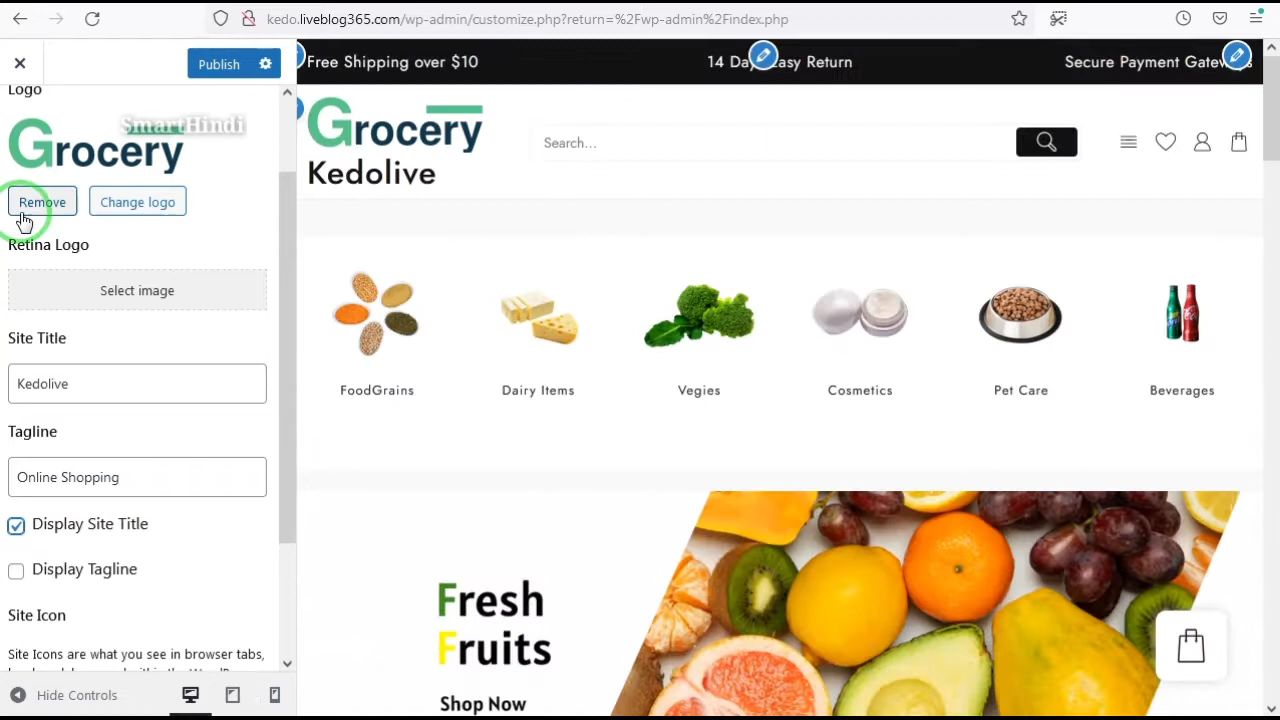 kedo.liveblog365.com/wp-admin/customize.php?return=%2Fwp-admin%2Findex.php
Publish
Logo
SmartHindi
Grocery
Remove
Change logo
Retina Logo
Select image
Site Title
Kedolive
Tagline
Online Shopping
Display Site Title
Display Tagline
Site Icon
Site Icons are what you see in browser tabs,
Hide Controls
Free Shipping over $10
14 Day Easy Return
Secure Payment Gateways
Grocery
Kedolive
Search...
FoodGrains
Dairy Items
Vegies
Cosmetics
Pet Care
Beverages
Fresh
Fruits
Shop Now